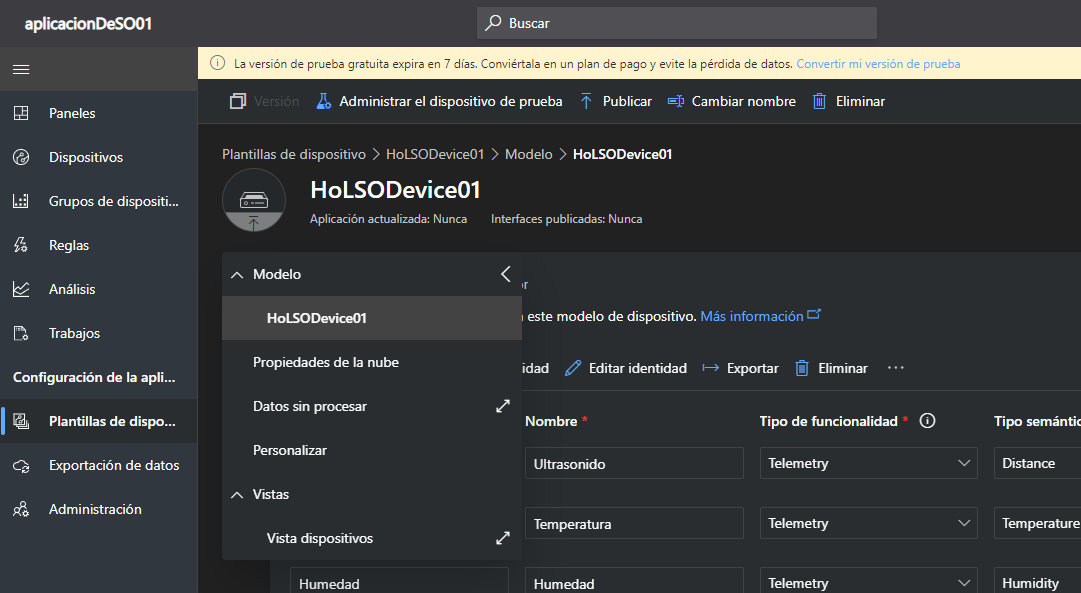 aplicacionDeSO01
Buscar
La versión de prueba gratuita expira en 7 días. Conviértala en un plan de pago y evite la pérdida de datos. Convertir mi versión de prueba
Versión
Administrar el dispositivo de prueba
Publicar
Cambiar nombre
Eliminar
Paneles
Dispositivos
Grupos de dispositi...
Reglas
Análisis
Trabajos
Configuración de la apli...
Plantillas de dispo...
Exportación de datos
Administración
Plantillas de dispositivo > HoLSODevice01 > Modelo > HoLSODevice01
HoLSODevice01
Aplicación actualizada: Nunca
Interfaces publicadas: Nunca
Modelo
HoLSODevice01
Propiedades de la nube
Datos sin procesar
Personalizar
Vistas
Vista dispositivos
este modelo de dispositivo. Más información
idad
Editar identidad
Exportar
Eliminar
...
Nombre *
Tipo de funcionalidad *
Tipo semántic
Ultrasonido
Telemetry
Distance
Temperatura
Telemetry
Temperature
Humedad
Humedad
Telemetry
Humidity